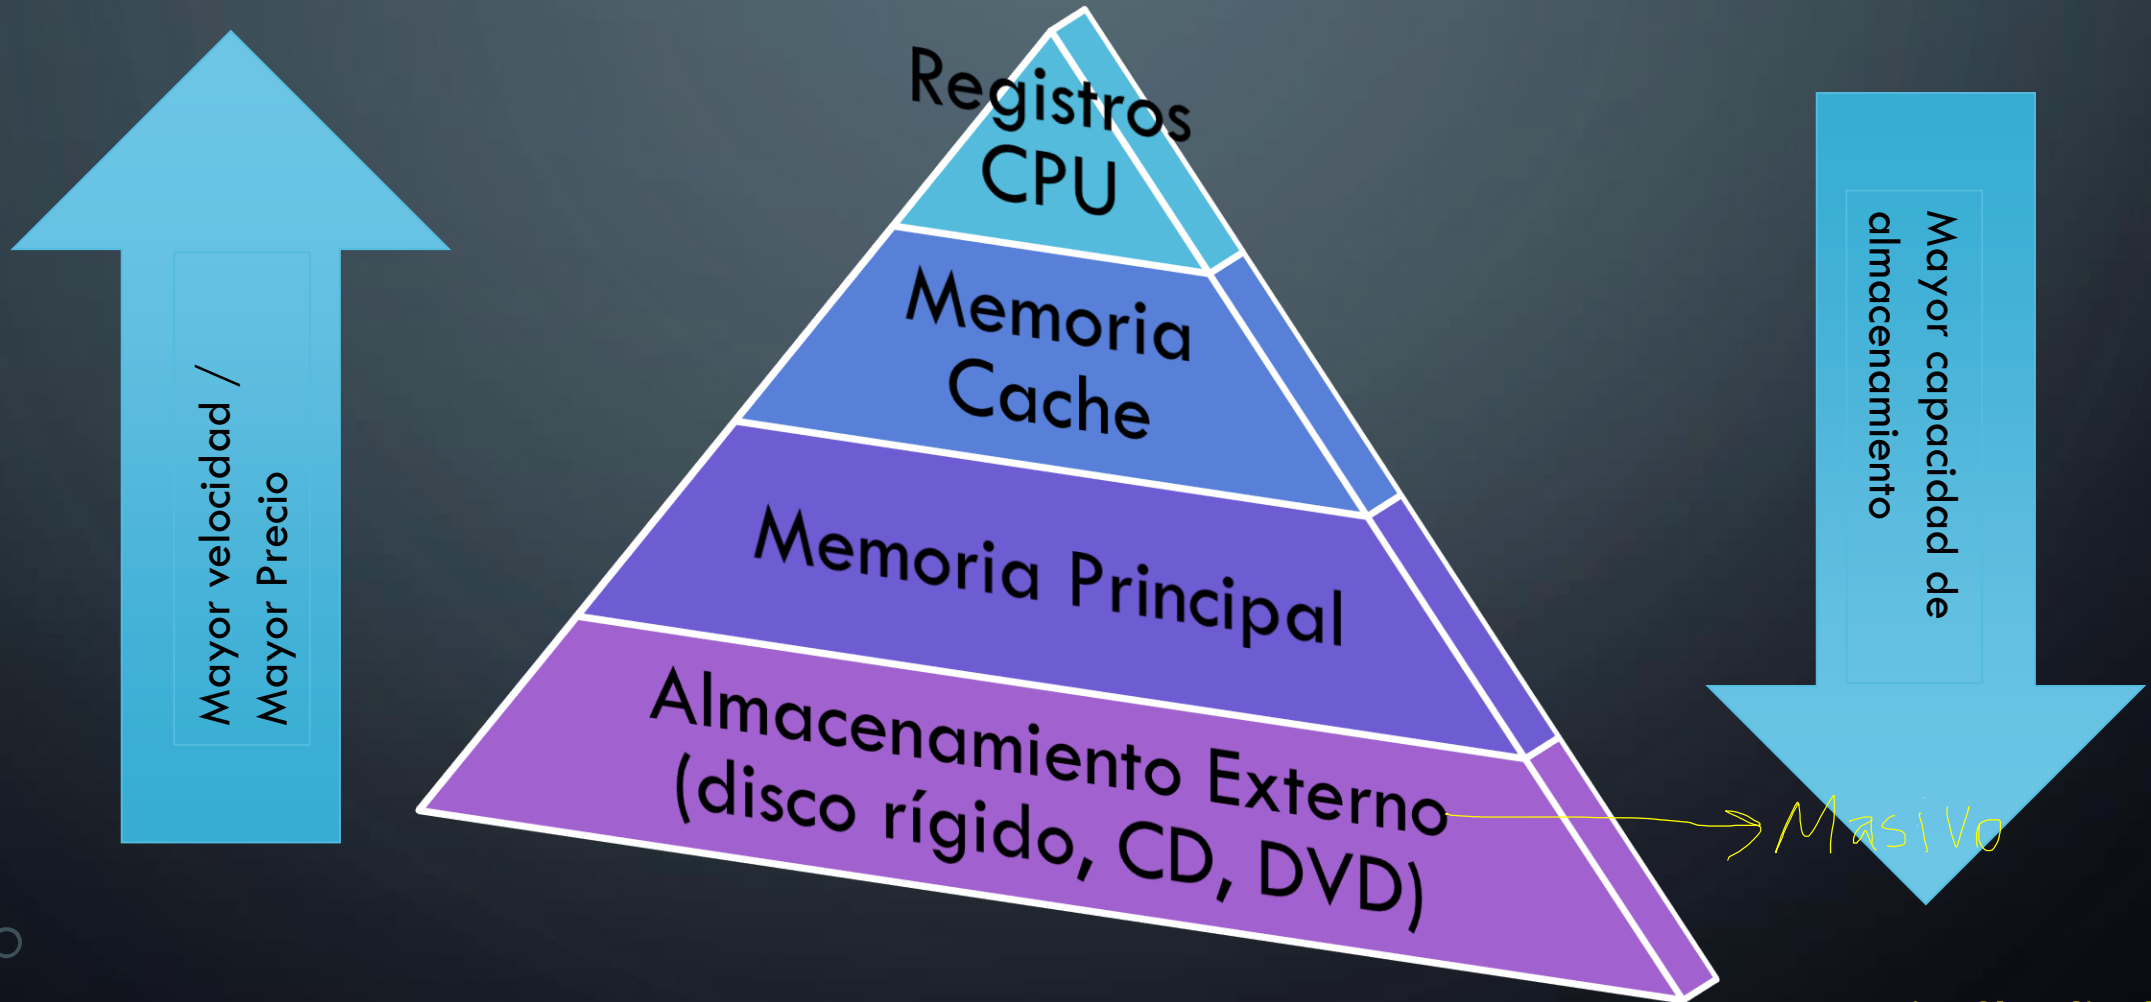 Registros
CPU
Memoria
Cache
Memoria Principal
Almacenamiento Externo
(disco rígido, CD, DVD)
Mayor velocidad /
Mayor Precio
Mayor capacidad de
almacenamiento
Masivo